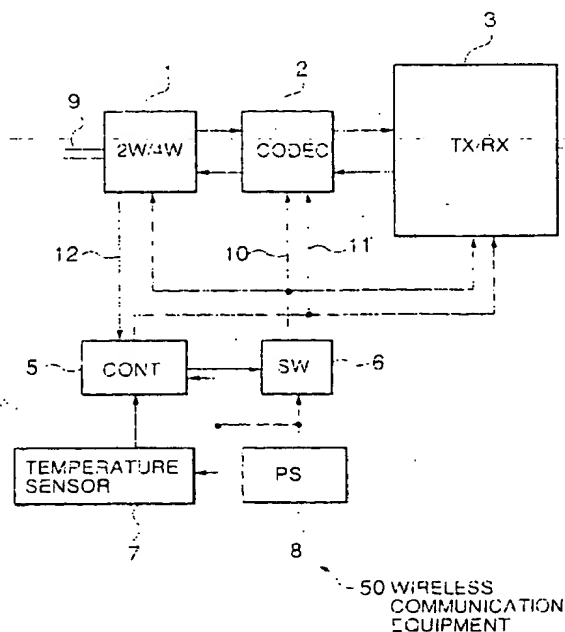 3
1
2
9
2W/4W
CODEC
TX/RX
12
10
11
5
CONT
SW
6
TEMPERATURE
SENSOR
PS
7
8
50 WIRELESS
COMMUNICATION
EQUIPMENT